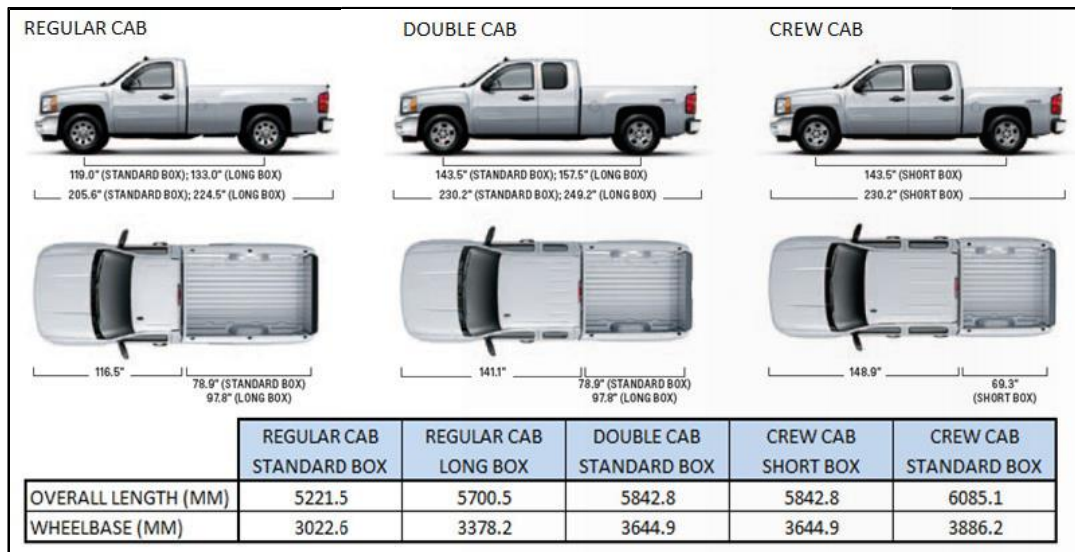 REGULAR CAB
DOUBLE CAB
CREW CAB
119.0" (STANDARD BOX); 133.0" (LONG BOX)
143.5" (STANDARD BOX); 157.5" (LONG BOX)
143.5" (SHORT BOX)
205.6" (STANDARD BOX); 224.5" (LONG BOX)
230.2" (STANDARD BOX); 249.2" (LONG BOX)
230.2" (SHORT BOX)
116.5"
78.9" (STANDARD BOX)
97.8" (LONG BOX)
141.1"
78.9" (STANDARD BOX)
97.8" (LONG BOX)
148.9"
69.3"
(SHORT BOX)
REGULAR CAB STANDARD BOX REGULAR CAB LONG BOX DOUBLE CAB STANDARD BOX CREW CAB SHORT BOX CREW CAB STANDARD BOX
OVERALL LENGTH (MM) 5221.5 5700.5 5842.8 5842.8 6085.1
WHEELBASE (MM) 3022.6 3378.2 3644.9 3644.9 3886.2